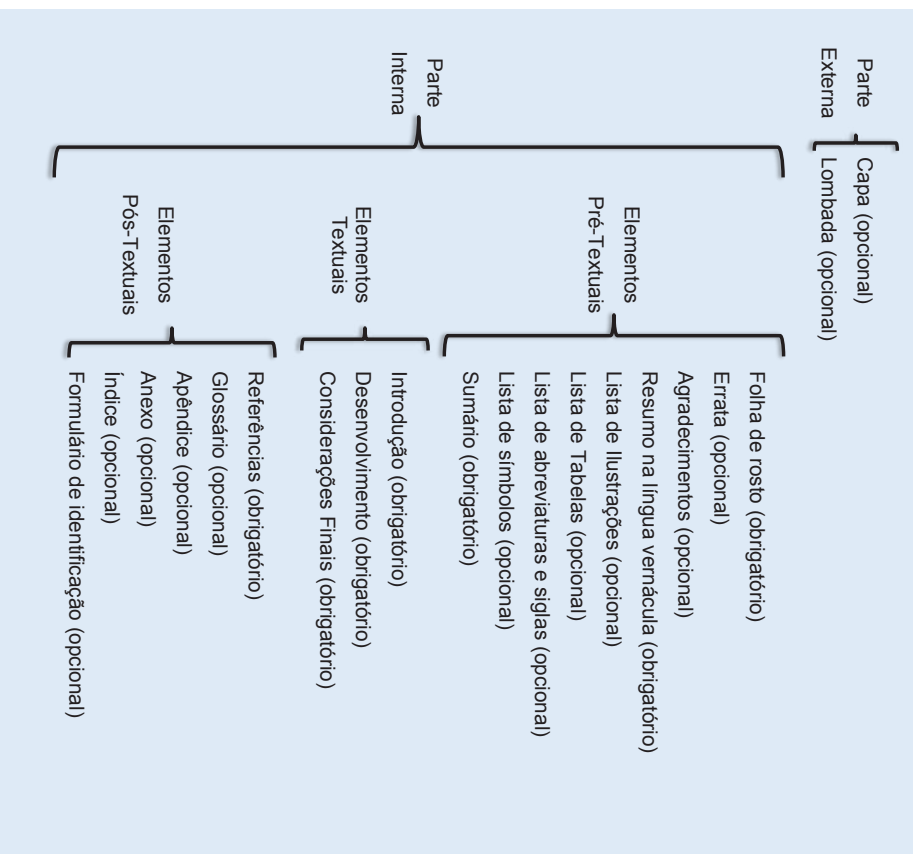 Parte
Externa
Capa (opcional)
Lombada (opcional)
Parte
Interna
Elementos
Pré-Textuais
Folha de rosto (obrigatório)
Errata (opcional)
Agradecimentos (opcional)
Resumo na língua vernácula (obrigatório)
Lista de Ilustrações (opcional)
Lista de Tabelas (opcional)
Lista de abreviaturas e siglas (opcional)
Lista de símbolos (opcional)
Sumário (obrigatório)
Elementos
Textuais
Introdução (obrigatório)
Desenvolvimento (obrigatório)
Considerações Finais (obrigatório)
Elementos
Pós-Textuais
Referências (obrigatório)
Glossário (opcional)
Apêndice (opcional)
Anexo (opcional)
Índice (opcional)
Formulário de identificação (opcional)